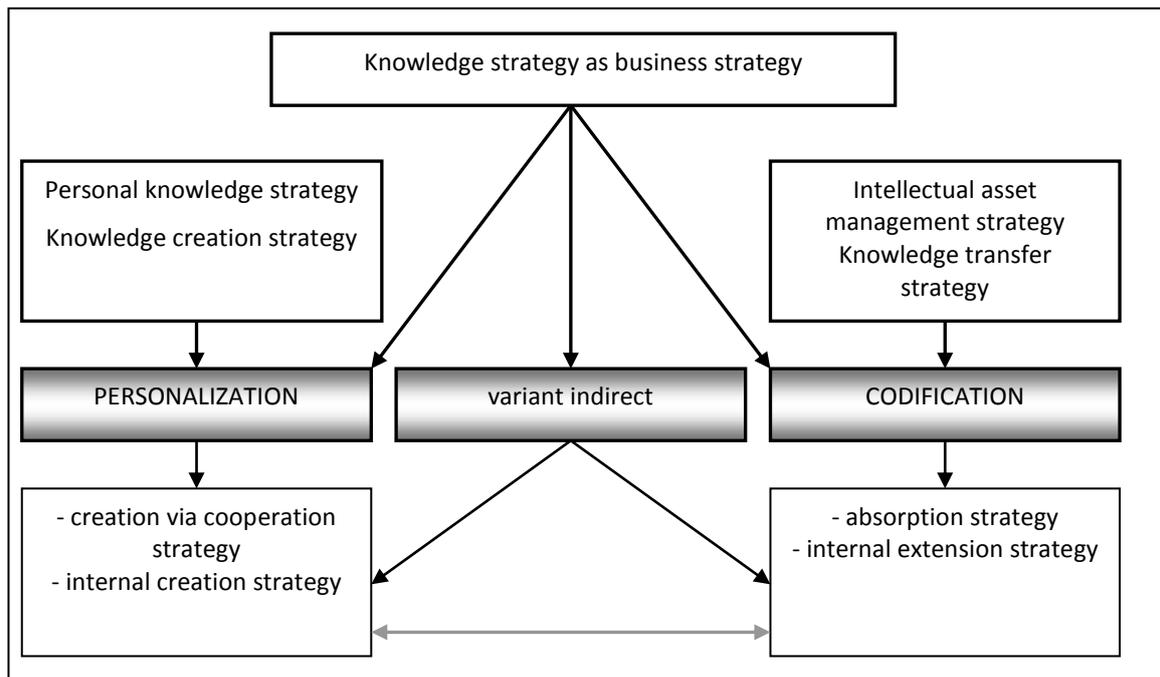 Knowledge strategy as business strategy
Personal knowledge strategy
Knowledge creation strategy
Intellectual asset
management strategy
Knowledge transfer
strategy
PERSONALIZATION
variant indirect
CODIFICATION
- creation via cooperation
strategy
- internal creation strategy
- absorption strategy
- internal extension strategy